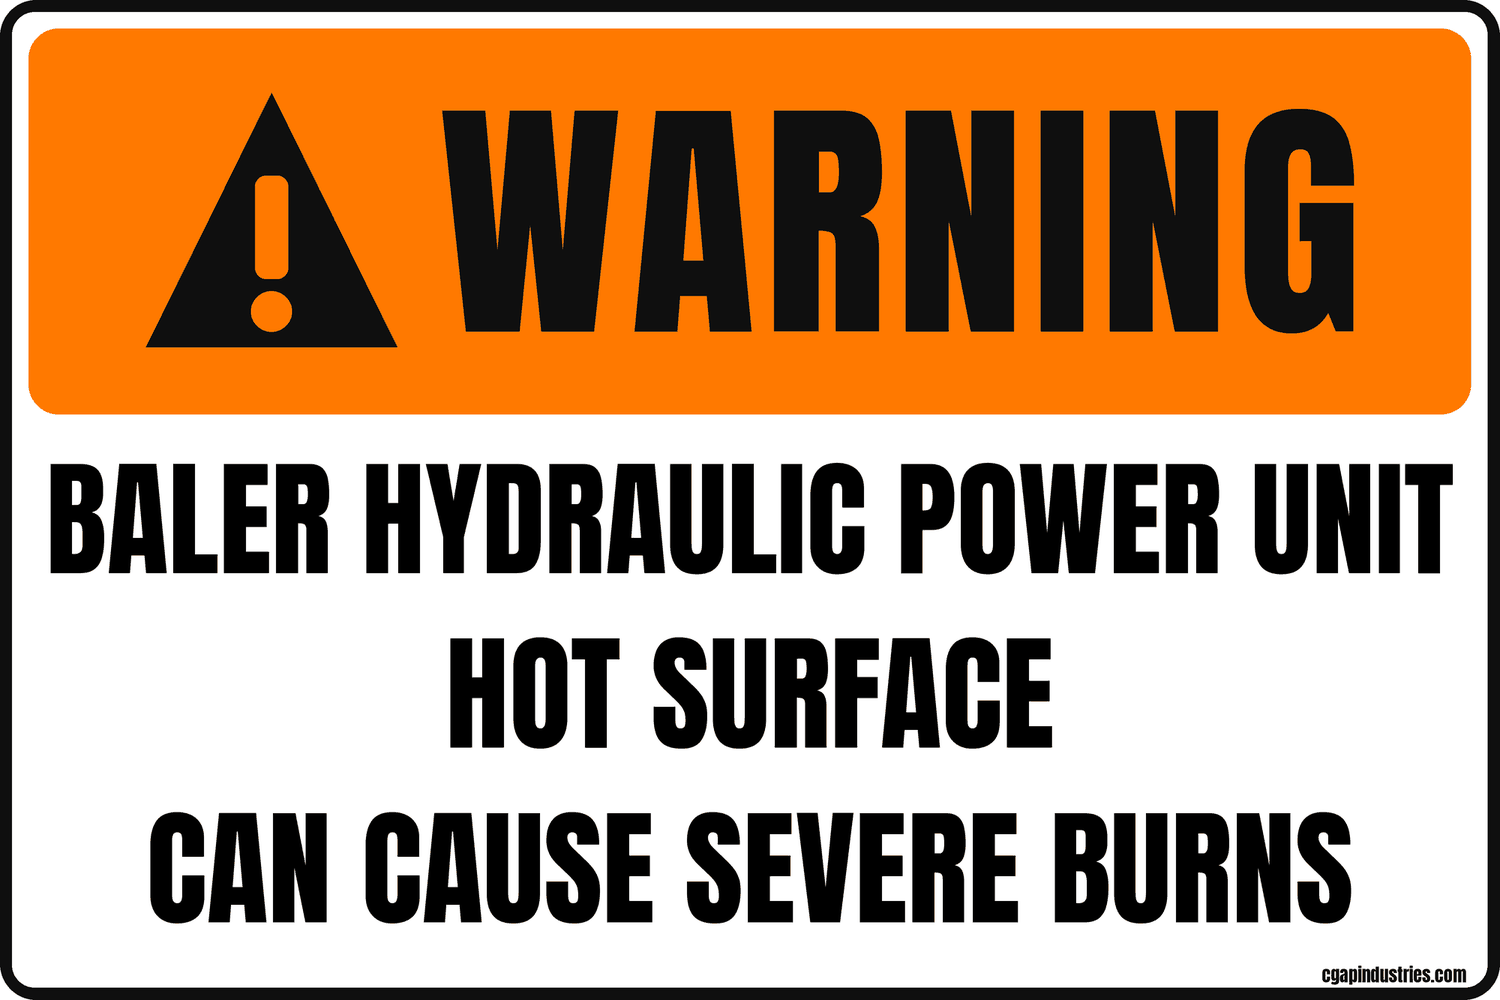 WARNING
BALER HYDRAULIC POWER UNIT
HOT SURFACE
CAN CAUSE SEVERE BURNS
cgapindustries.com